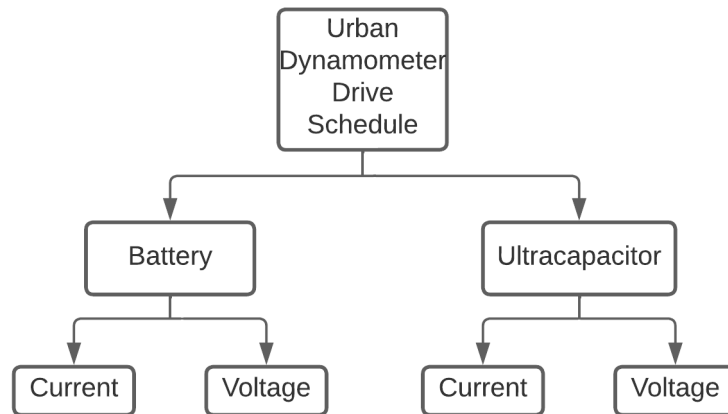 Urban
Dynamometer
Drive
Schedule
Battery
Ultracapacitor
Current
Voltage
Current
Voltage